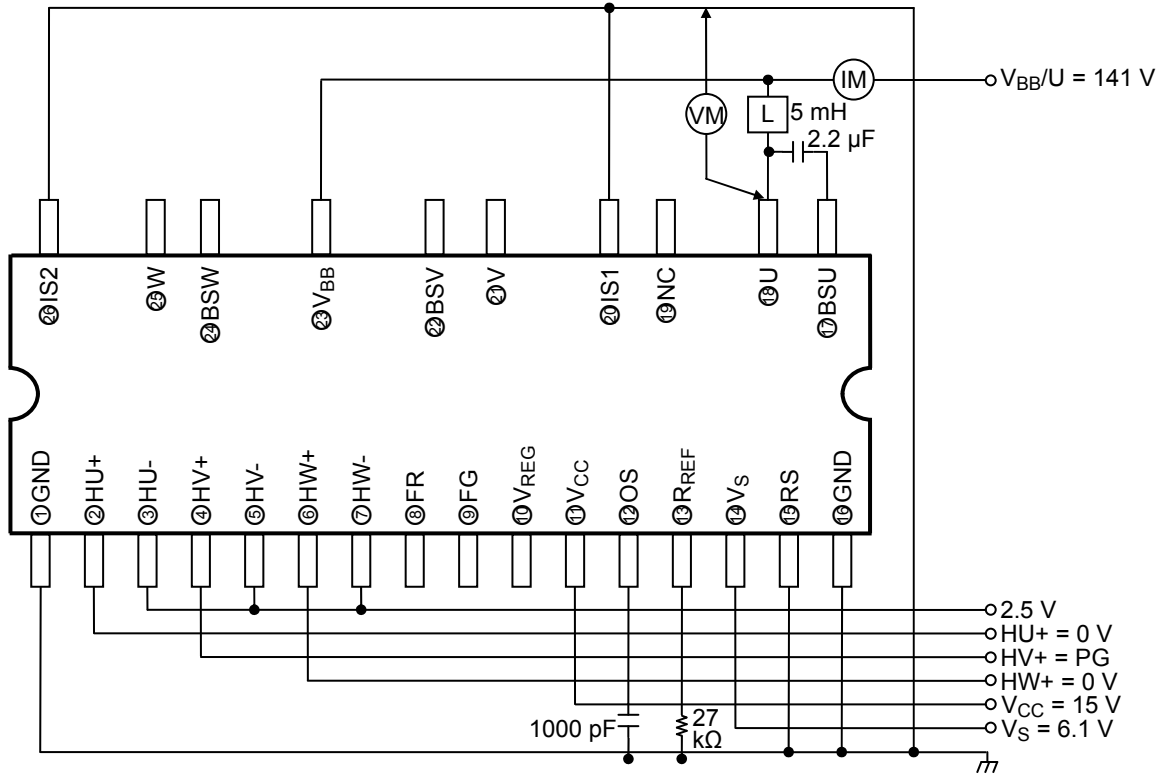 IM
V_BB/U = 141 V
VM
L
5 mH
2.2 µF
㉖IS2
㉕W
㉔BSW
㉓V_BB
㉒BSV
㉑V
⑳IS1
⑲NC
⑱U
⑰BSU
①GND
②HU+
③HU-
④HV+
⑤HV-
⑥HW+
⑦HW-
⑧FR
⑨FG
⑩V_REG
⑪V_CC
⑫OS
⑬R_REF
⑭V_S
⑮RS
⑯GND
2.5 V
HU+ = 0 V
HV+ = PG
HW+ = 0 V
V_CC = 15 V
V_S = 6.1 V
1000 pF
27
kΩ